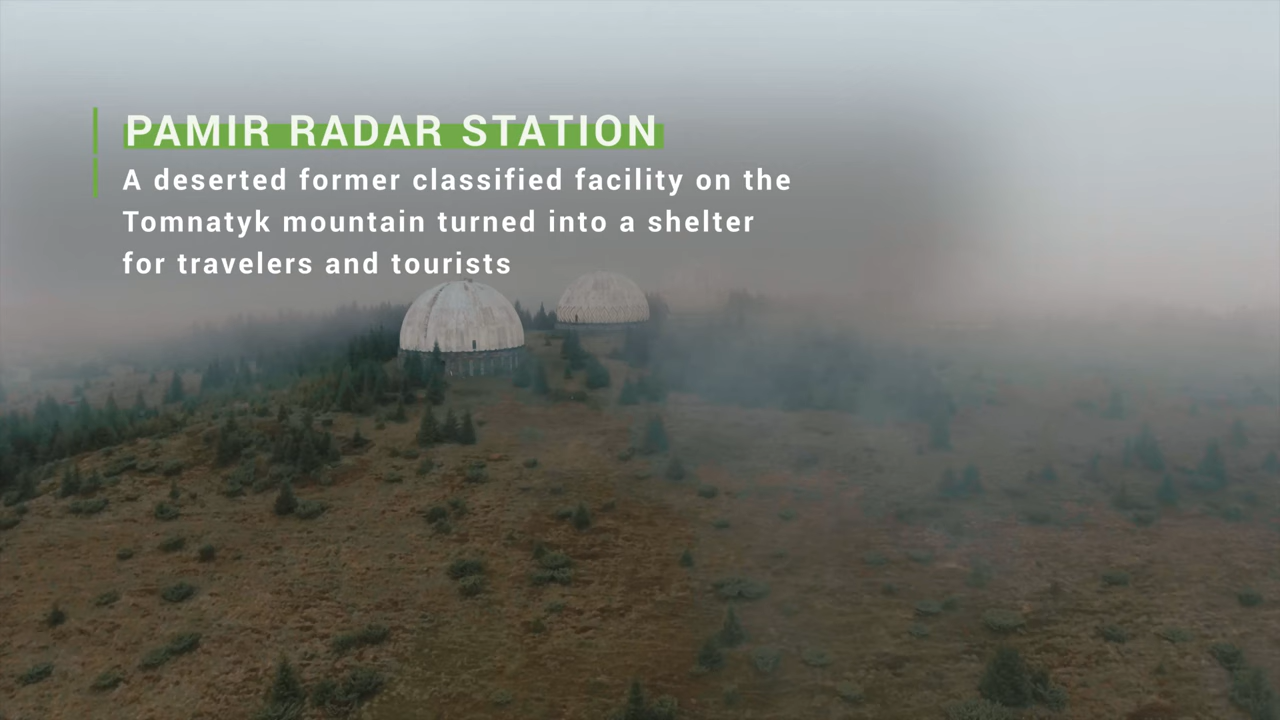 PAMIR RADAR STATION
A deserted former classified facility on the
Tomnatyk mountain turned into a shelter
for travelers and tourists